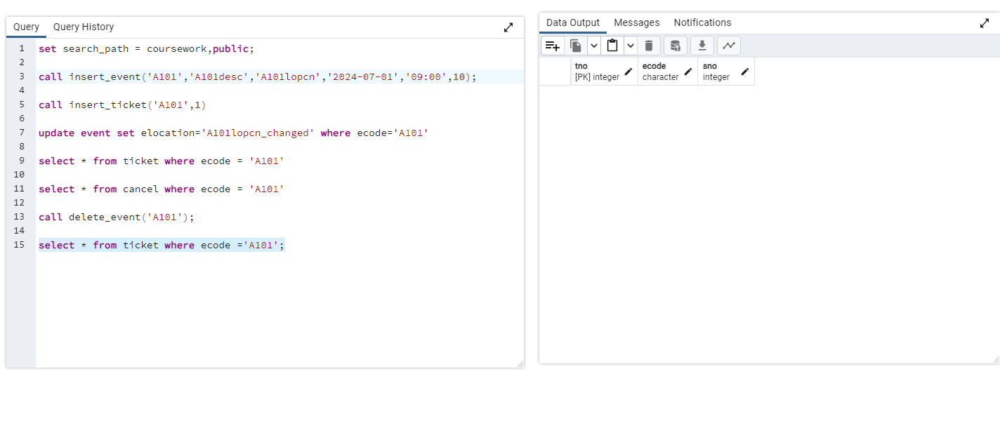 Query Query History
1 set search_path = coursework,public;
2
3 call insert_event('A101','A101desc','A101lopcn','2024-07-01','09:00',10);
4
5 call insert_ticket('A101',1)
6
7 update event set elocation='A101lopcn_changed' where ecode='A101'
8
9 select * from ticket where ecode = 'A101'
10
11 select * from cancel where ecode = 'A101'
12
13 call delete_event('A101');
14
15 select * from ticket where ecode ='A101';
Data Output Messages Notifications
tno
[PK] integer
ecode
character
sno
integer